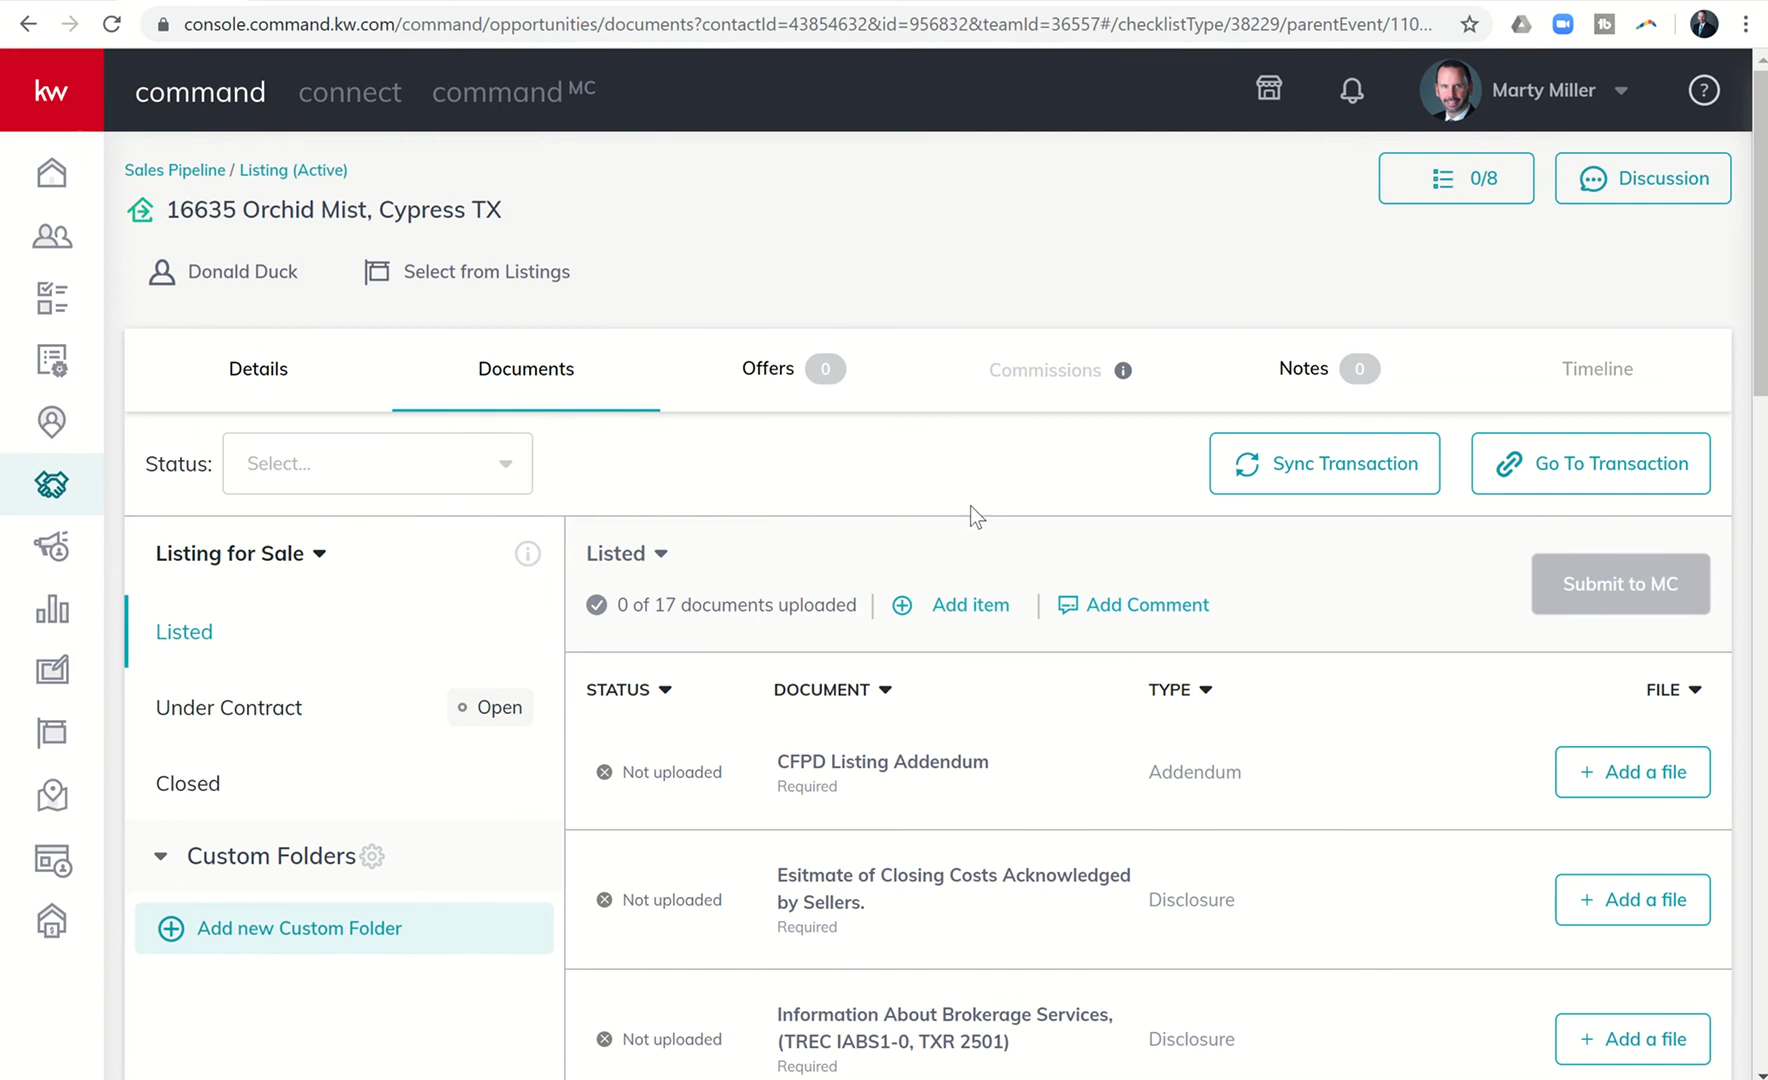 console.command.kw.com/command/opportunities/documents?contactId=43854632&id=956832&teamId=36557#/checklistType/38229/parentEvent/110...
kw
command connect command MC
Marty Miller
?
Sales Pipeline / Listing (Active)
0/8
Discussion
16635 Orchid Mist, Cypress TX
Donald Duck
Select from Listings
Details
Documents
Offers 0
Commissions i
Notes 0
Timeline
Status: Select...
Sync Transaction
Go To Transaction
Listing for Sale
Listed
Under Contract
Open
Closed
Custom Folders
Add new Custom Folder
Listed
0 of 17 documents uploaded | Add item | Add Comment
Submit to MC
STATUS DOCUMENT TYPE FILE
Not uploaded
CFPD Listing Addendum
Required
Addendum
+ Add a file
Not uploaded
Esitmate of Closing Costs Acknowledged
by Sellers.
Required
Disclosure
+ Add a file
Not uploaded
Information About Brokerage Services,
(TREC IABS1-0, TXR 2501)
Required
Disclosure
+ Add a file